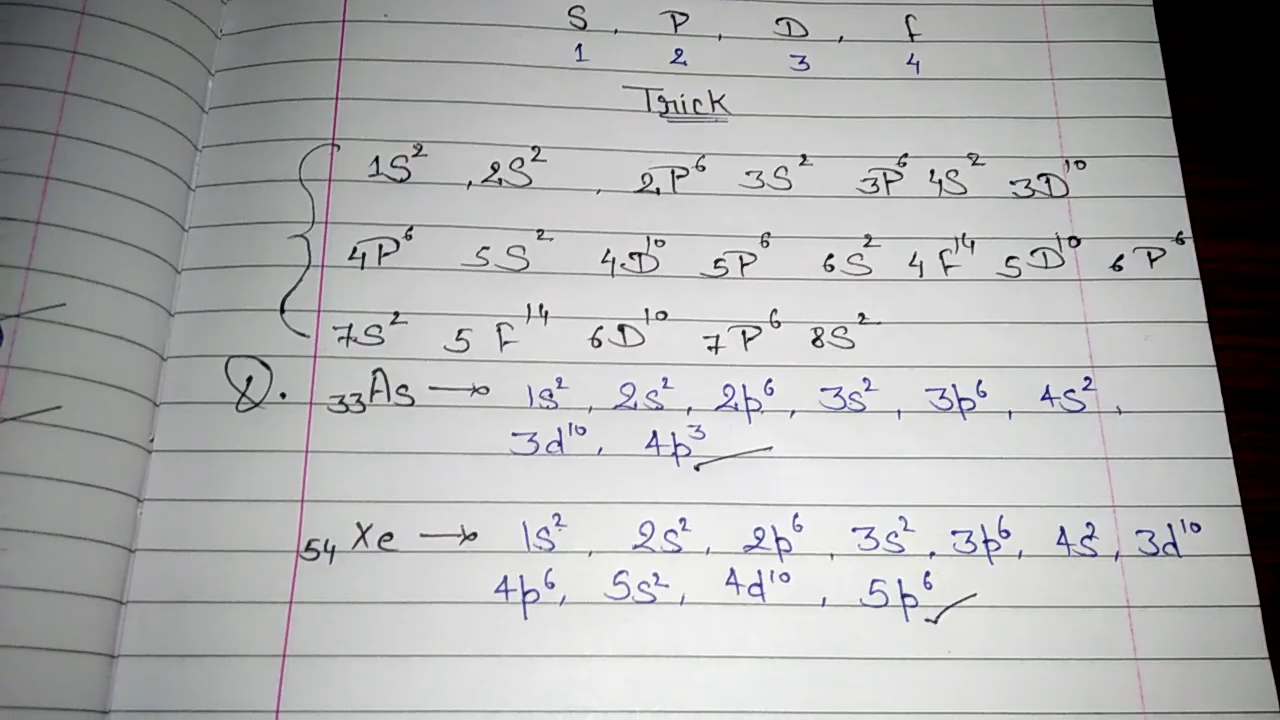 S , P , D , f
1 2 3 4
Trick
1S² , 2S² , 2P⁶ 3S² 3P⁶ 4S² 3D¹⁰
4P⁶ 5S² 4D¹⁰ 5P⁶ 6S² 4F¹⁴ 5D¹⁰ 6P⁶
7S² 5F¹⁴ 6D¹⁰ 7P⁶ 8S²
Q. ₃₃As → 1s² , 2s² , 2p⁶ , 3s² , 3p⁶ , 4s² ,
3d¹⁰ , 4p³
₅₄Xe → 1s² , 2s² , 2p⁶ , 3s² , 3p⁶ , 4s² , 3d¹⁰
4p⁶ , 5s² , 4d¹⁰ , 5p⁶